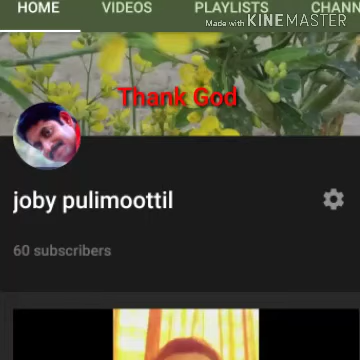 HOME VIDEOS PLAYLISTS CHANN
Made with KINEMASTER
Thank God
joby pulimoottil
60 subscribers